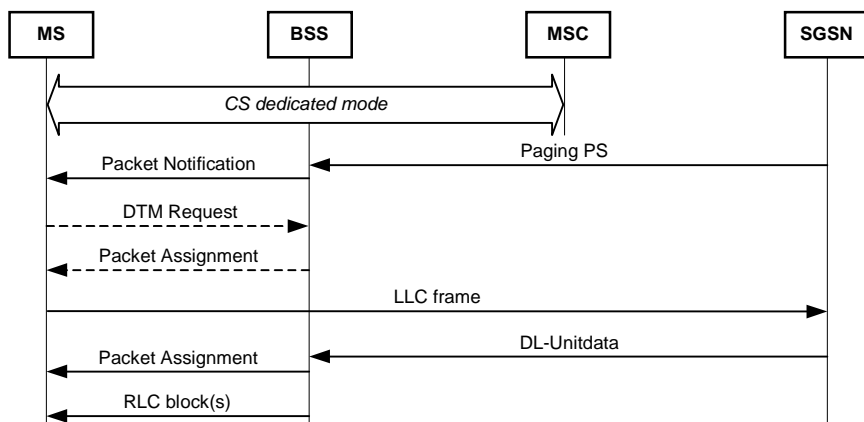 MS
BSS
MSC
SGSN
CS dedicated mode
Paging PS
Packet Notification
DTM Request
Packet Assignment
LLC frame
DL-Unitdata
Packet Assignment
RLC block(s)